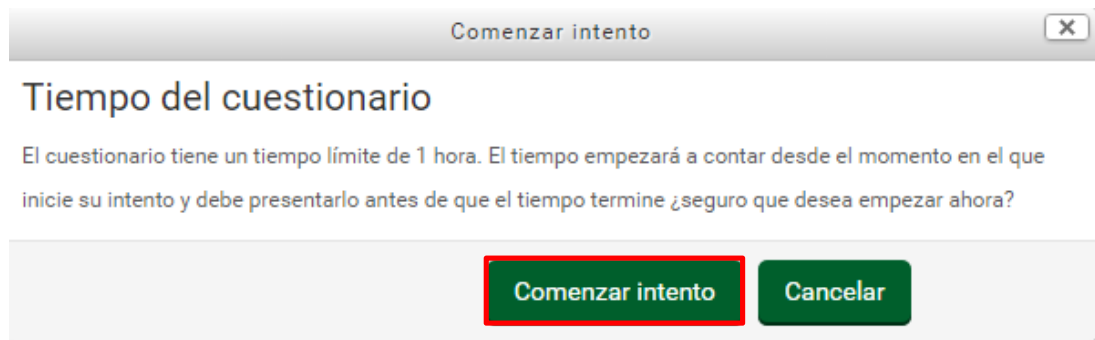 Comenzar intento
Tiempo del cuestionario
El cuestionario tiene un tiempo límite de 1 hora. El tiempo empezará a contar desde el momento en el que
inicie su intento y debe presentarlo antes de que el tiempo termine ¿seguro que desea empezar ahora?
Comenzar intento Cancelar